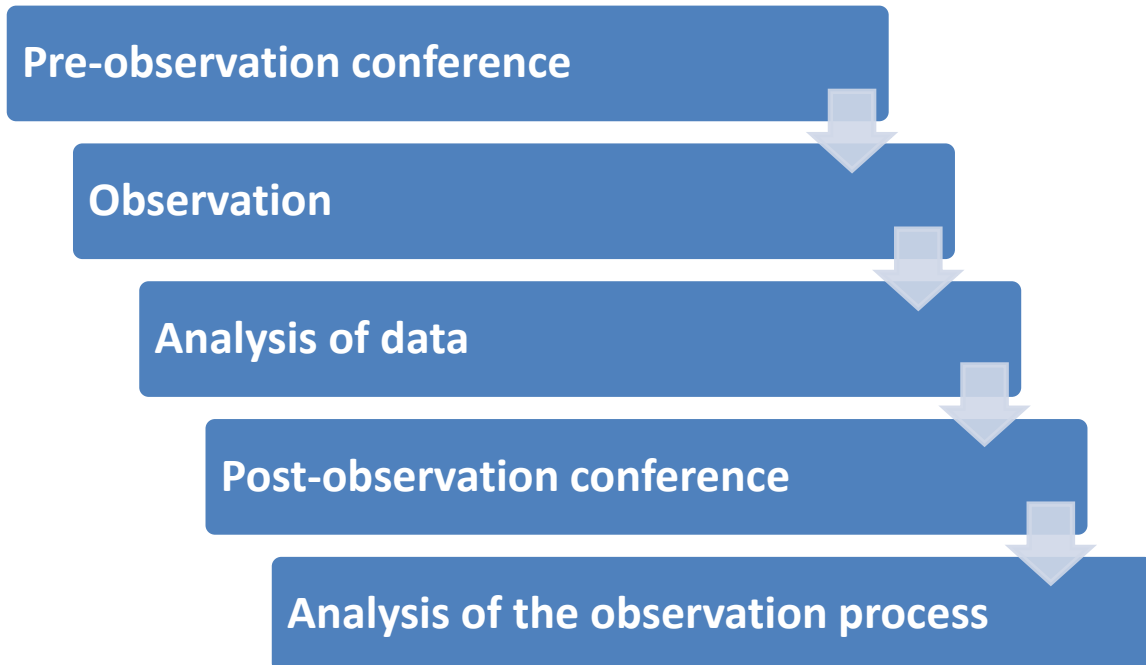 Pre-observation conference
Observation
Analysis of data
Post-observation conference
Analysis of the observation process